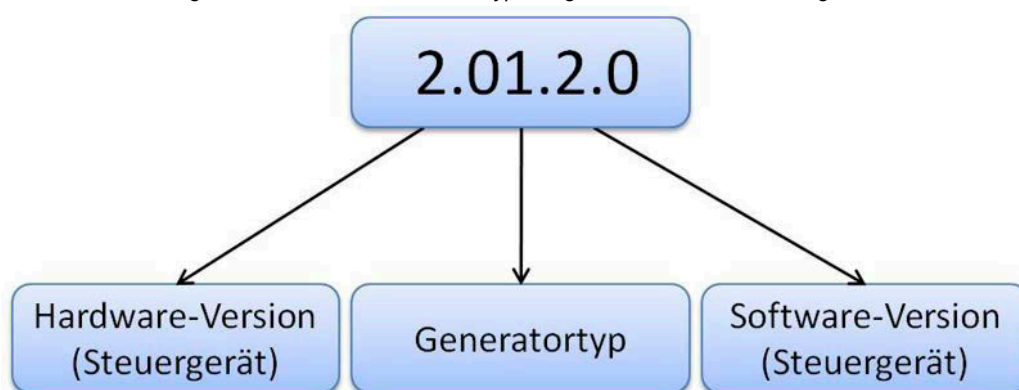 2.01.2.0
Hardware-Version
(Steuergerät)
Generatortyp
Software-Version
(Steuergerät)